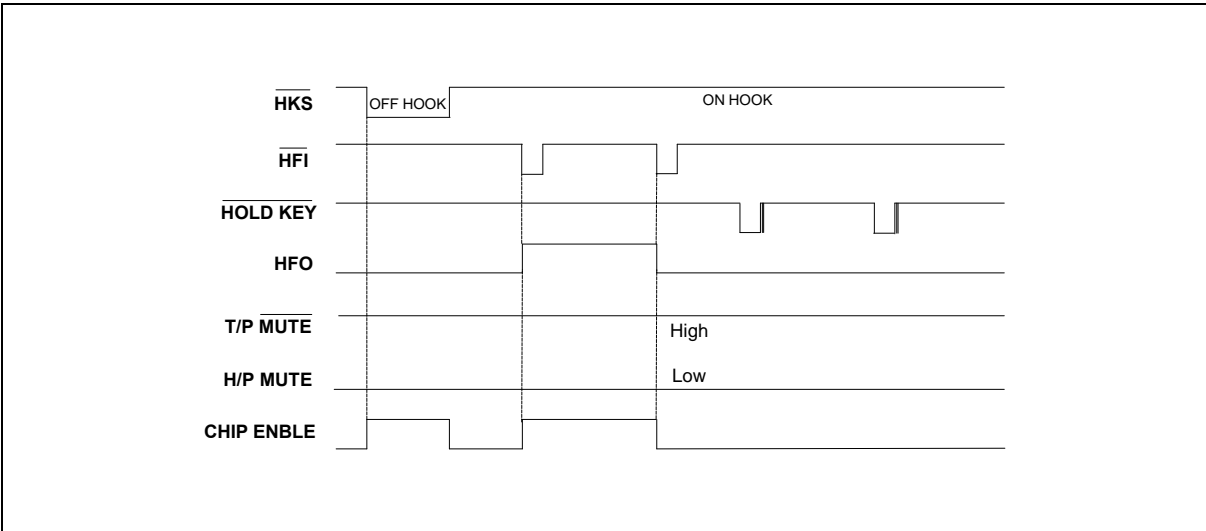 HKS
OFF HOOK
ON HOOK
HFI
HOLD KEY
HFO
T/P MUTE
High
H/P MUTE
Low
CHIP ENBLE